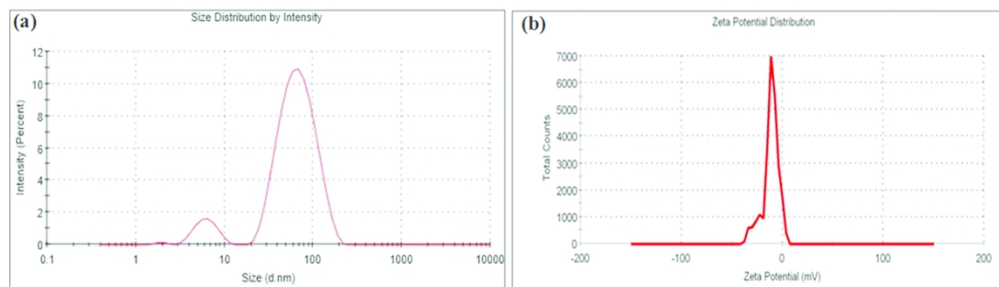 (a)
Size Distribution by Intensity
Intensity (Percent)
12
10
8
6
4
2
0
0.1 1 10 100 1000 10000
Size (d.nm)
(b)
Zeta Potential Distribution
Total Counts
7000
6000
5000
4000
3000
2000
1000
0
-200 -100 0 100 200
Zeta Potential (mV)